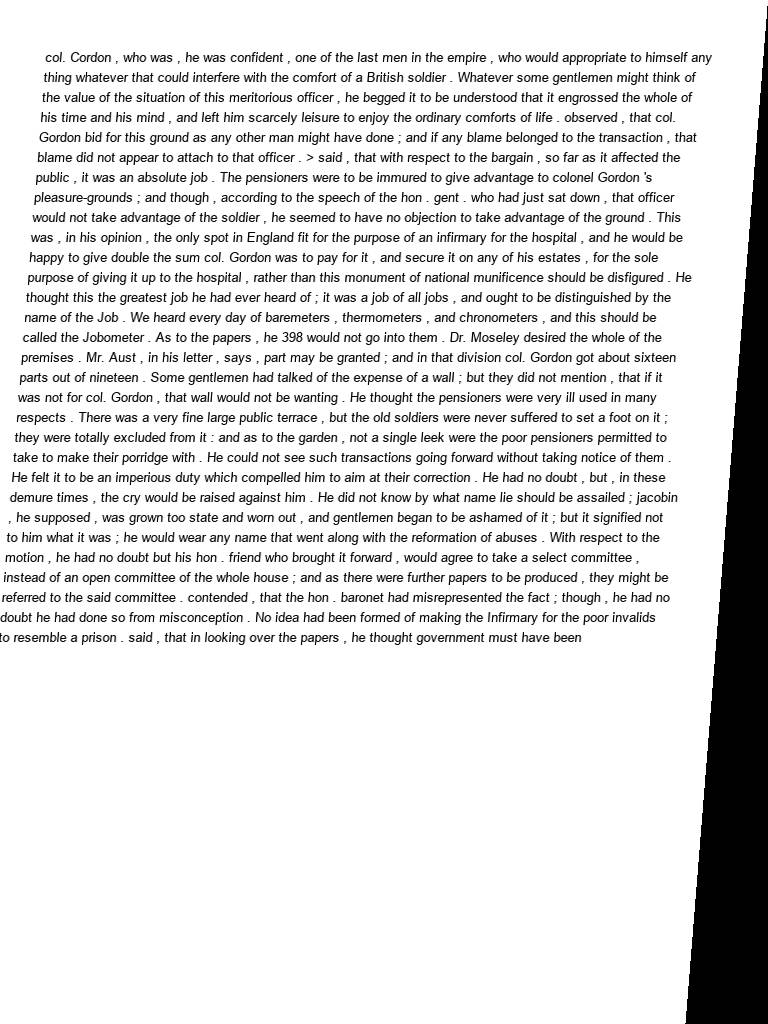 col. Gordon , who was , he was confident , one of the last men in the empire , who would appropriate to himself any
thing whatever that could interfere with the comfort of a British soldier . Whatever some gentlemen might think of
the value of the situation of this meritorious officer , he begged it to be understood that it engrossed the whole of
his time and his mind , and left him scarcely leisure to enjoy the ordinary comforts of life . observed , that col.
Gordon bid for this ground as any other man might have done ; and if any blame belonged to the transaction , that
blame did not appear to attach to that officer . > said , that with respect to the bargain , so far as it affected the
public , it was an absolute job . The pensioners were to be immured to give advantage to colonel Gordon 's
pleasure-grounds ; and though , according to the speech of the hon . gent . who had just sat down , that officer
would not take advantage of the soldier , he seemed to have no objection to take advantage of the ground . This
was , in his opinion , the only spot in England fit for the purpose of an infirmary for the hospital , and he would be
happy to give double the sum col. Gordon was to pay for it , and secure it on any of his estates , for the sole
purpose of giving it up to the hospital , rather than this monument of national munificence should be disfigured . He
thought this the greatest job he had ever heard of ; it was a job of all jobs , and ought to be distinguished by the
name of the Job . We heard every day of baremeters , thermometers , and chronometers , and this should be
called the Jobometer . As to the papers , he 398 would not go into them . Dr. Moseley desired the whole of the
premises . Mr. Aust , in his letter , says , part may be granted ; and in that division col. Gordon got about sixteen
parts out of nineteen . Some gentlemen had talked of the expense of a wall ; but they did not mention , that if it
was not for col. Gordon , that wall would not be wanting . He thought the pensioners were very ill used in many
respects . There was a very fine large public terrace , but the old soldiers were never suffered to set a foot on it ;
they were totally excluded from it : and as to the garden , not a single leek were the poor pensioners permitted to
take to make their porridge with . He could not see such transactions going forward without taking notice of them .
He felt it to be an imperious duty which compelled him to aim at their correction . He had no doubt , but , in these
demure times , the cry would be raised against him . He did not know by what name lie should be assailed ; jacobin
, he supposed , was grown too state and worn out , and gentlemen began to be ashamed of it ; but it signified not
to him what it was ; he would wear any name that went along with the reformation of abuses . With respect to the
motion , he had no doubt but his hon . friend who brought it forward , would agree to take a select committee ,
instead of an open committee of the whole house ; and as there were further papers to be produced , they might be
referred to the said committee . contended , that the hon . baronet had misrepresented the fact ; though , he had no
doubt he had done so from misconception . No idea had been formed of making the Infirmary for the poor invalids
to resemble a prison . said , that in looking over the papers , he thought government must have been